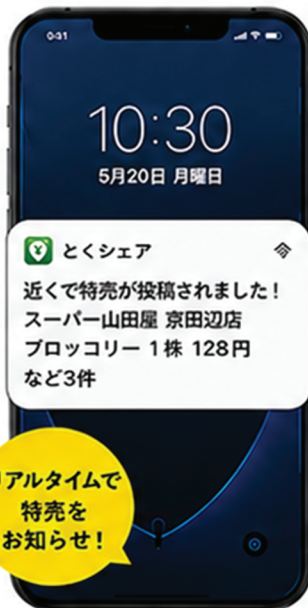 0:31
10:30
5月20日 月曜日
とくシェア
近くで特売が投稿されました！
スーパー山田屋 京田辺店
ブロッコリー 1株 128円
など3件
リアルタイムで
特売を
お知らせ！